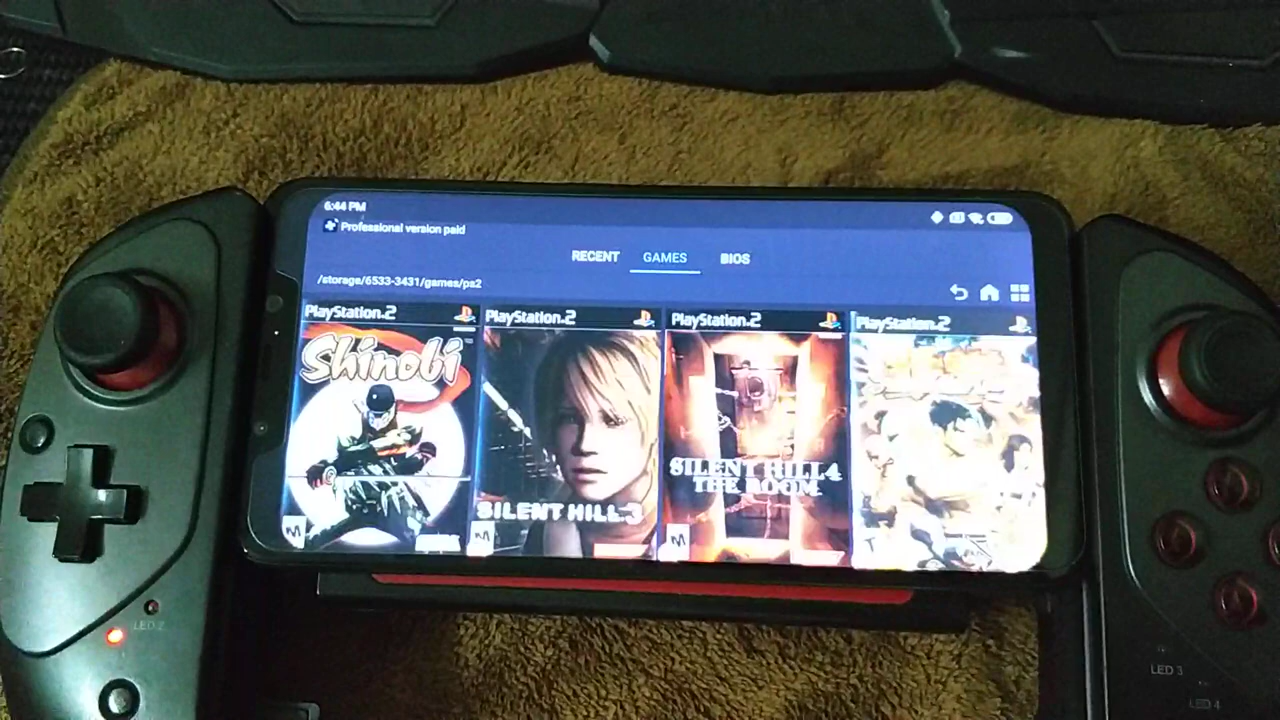 6:44 PM
Professional version paid
RECENT GAMES BIOS
/storage/6533-3431/games/ps2
PlayStation.2
PlayStation.2
PlayStation.2
PlayStation.2
Shinobi
SILENT HILL 3
SILENT HILL 4
THE ROOM
M
M
M
T
LED 2
LED 3
LED 4